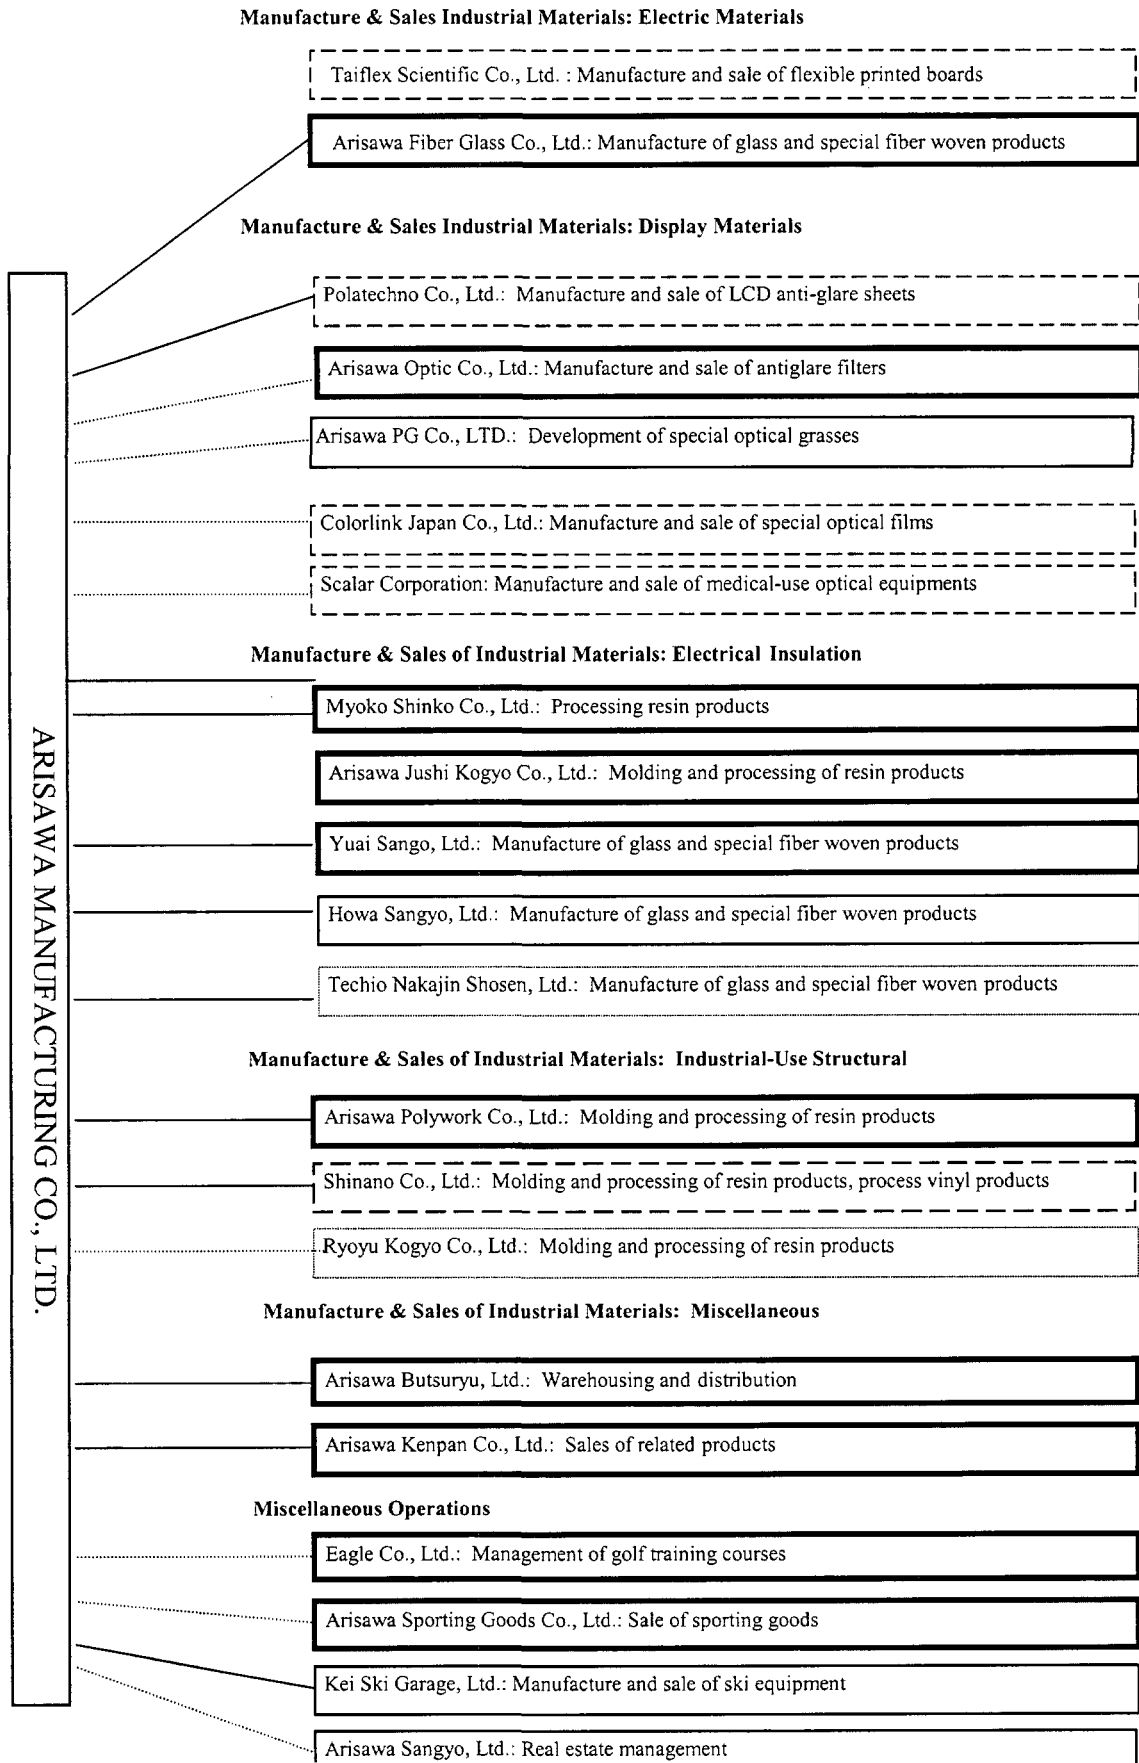 Manufacture & Sales Industrial Materials: Electric Materials
Taiflex Scientific Co., Ltd. : Manufacture and sale of flexible printed boards
Arisawa Fiber Glass Co., Ltd.: Manufacture of glass and special fiber woven products
Manufacture & Sales Industrial Materials: Display Materials
Polatechno Co., Ltd.: Manufacture and sale of LCD anti-glare sheets
Arisawa Optic Co., Ltd.: Manufacture and sale of antiglare filters
Arisawa PG Co., LTD.: Development of special optical grasses
Colorlink Japan Co., Ltd.: Manufacture and sale of special optical films
Scalar Corporation: Manufacture and sale of medical-use optical equipments
Manufacture & Sales of Industrial Materials: Electrical Insulation
Myoko Shinko Co., Ltd.: Processing resin products
Arisawa Jushi Kogyo Co., Ltd.: Molding and processing of resin products
Yuai Sango, Ltd.: Manufacture of glass and special fiber woven products
Howa Sangyo, Ltd.: Manufacture of glass and special fiber woven products
Techio Nakajin Shosen, Ltd.: Manufacture of glass and special fiber woven products
Manufacture & Sales of Industrial Materials: Industrial-Use Structural
Arisawa Polywork Co., Ltd.: Molding and processing of resin products
Shinano Co., Ltd.: Molding and processing of resin products, process vinyl products
Ryoyu Kogyo Co., Ltd.: Molding and processing of resin products
Manufacture & Sales of Industrial Materials: Miscellaneous
Arisawa Butsuryu, Ltd.: Warehousing and distribution
Arisawa Kenpan Co., Ltd.: Sales of related products
Miscellaneous Operations
Eagle Co., Ltd.: Management of golf training courses
Arisawa Sporting Goods Co., Ltd.: Sale of sporting goods
Kei Ski Garage, Ltd.: Manufacture and sale of ski equipment
Arisawa Sangyo, Ltd.: Real estate management
ARISAWA MANUFACTURING CO., LTD.